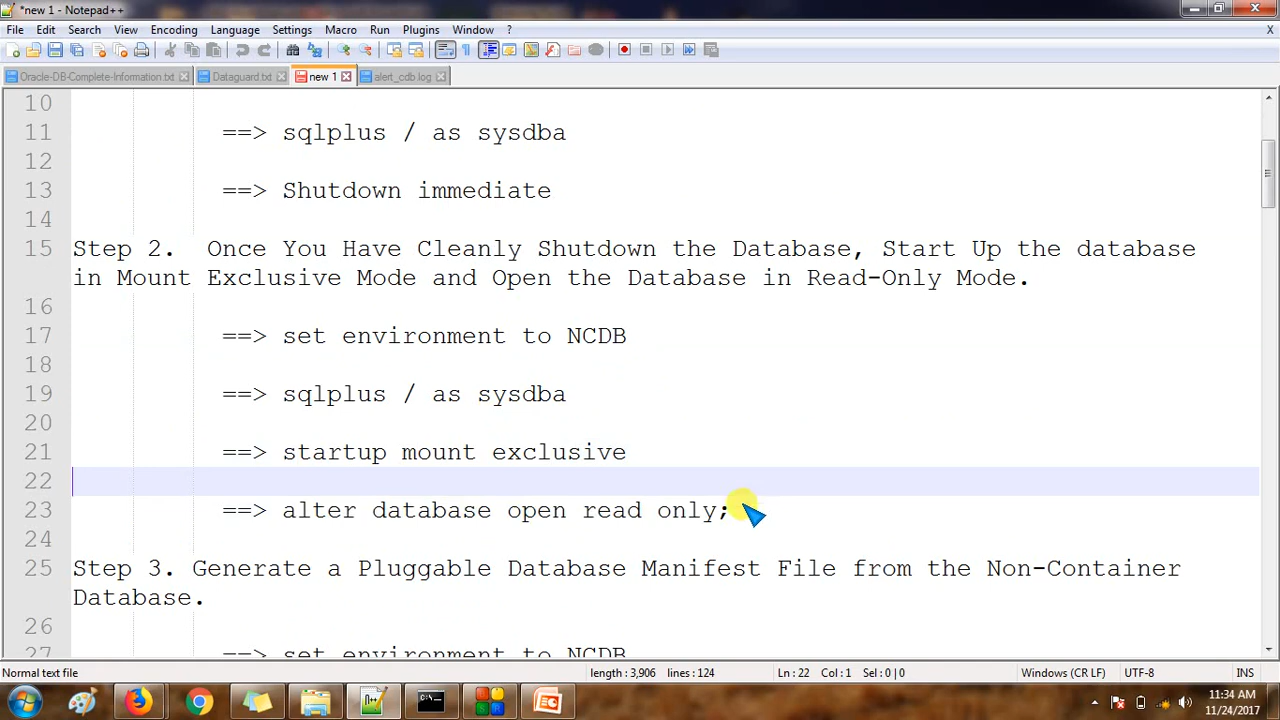 *new 1 - Notepad++
File Edit Search View Encoding Language Settings Macro Run Plugins Window ? X
Oracle-DB-Complete-Information.txt Dataguard.txt new 1 alert_cdb.log
10
11 ==> sqlplus / as sysdba
12
13 ==> Shutdown immediate
14
15 Step 2. Once You Have Cleanly Shutdown the Database, Start Up the database
in Mount Exclusive Mode and Open the Database in Read-Only Mode.
16
17 ==> set environment to NCDB
18
19 ==> sqlplus / as sysdba
20
21 ==> startup mount exclusive
22
23 ==> alter database open read only;
24
25 Step 3. Generate a Pluggable Database Manifest File from the Non-Container
Database.
26
27 ==> set environment to NCDB
Normal text file length : 3,906 lines : 124 Ln : 22 Col : 1 Sel : 0 | 0 Windows (CR LF) UTF-8 INS
11:34 AM
11/24/2017